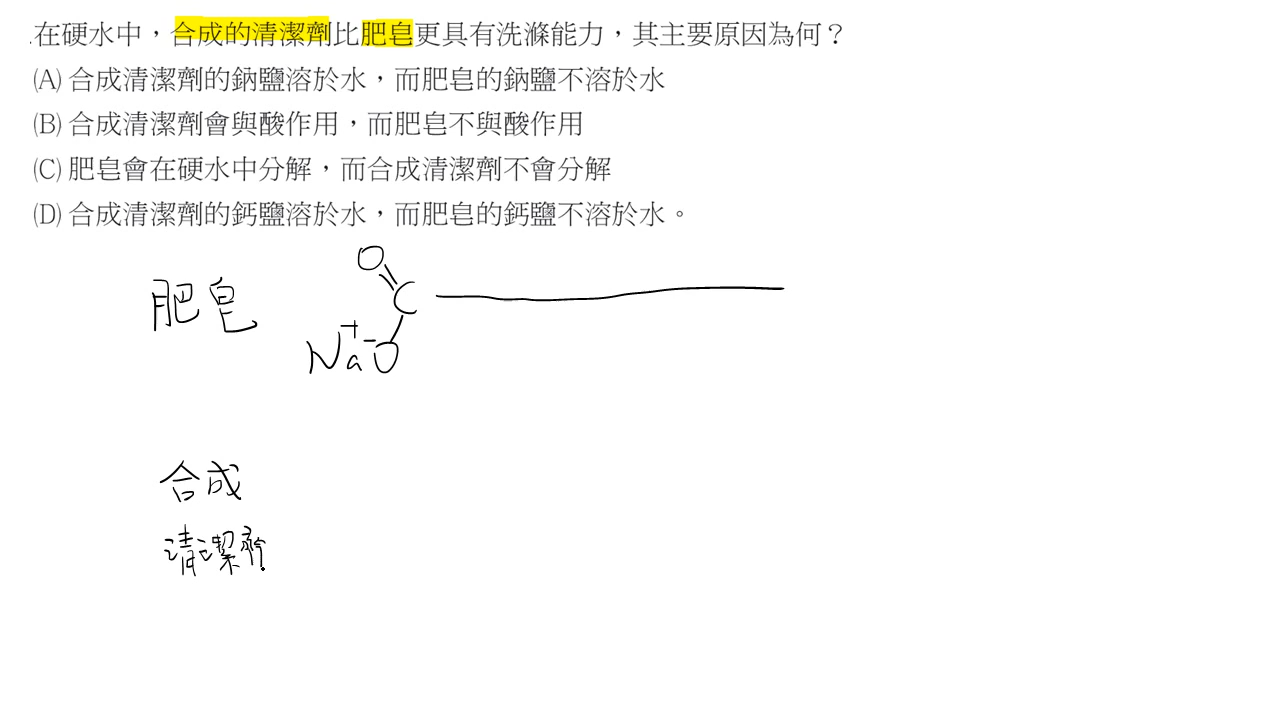 .在硬水中，合成的清潔劑比肥皂更具有洗滌能力，其主要原因為何？
(A) 合成清潔劑的鈉鹽溶於水，而肥皂的鈉鹽不溶於水
(B) 合成清潔劑會與酸作用，而肥皂不與酸作用
(C) 肥皂會在硬水中分解，而合成清潔劑不會分解
(D) 合成清潔劑的鈣鹽溶於水，而肥皂的鈣鹽不溶於水。
O
肥皂 C
Na+ -O
合成
清潔劑